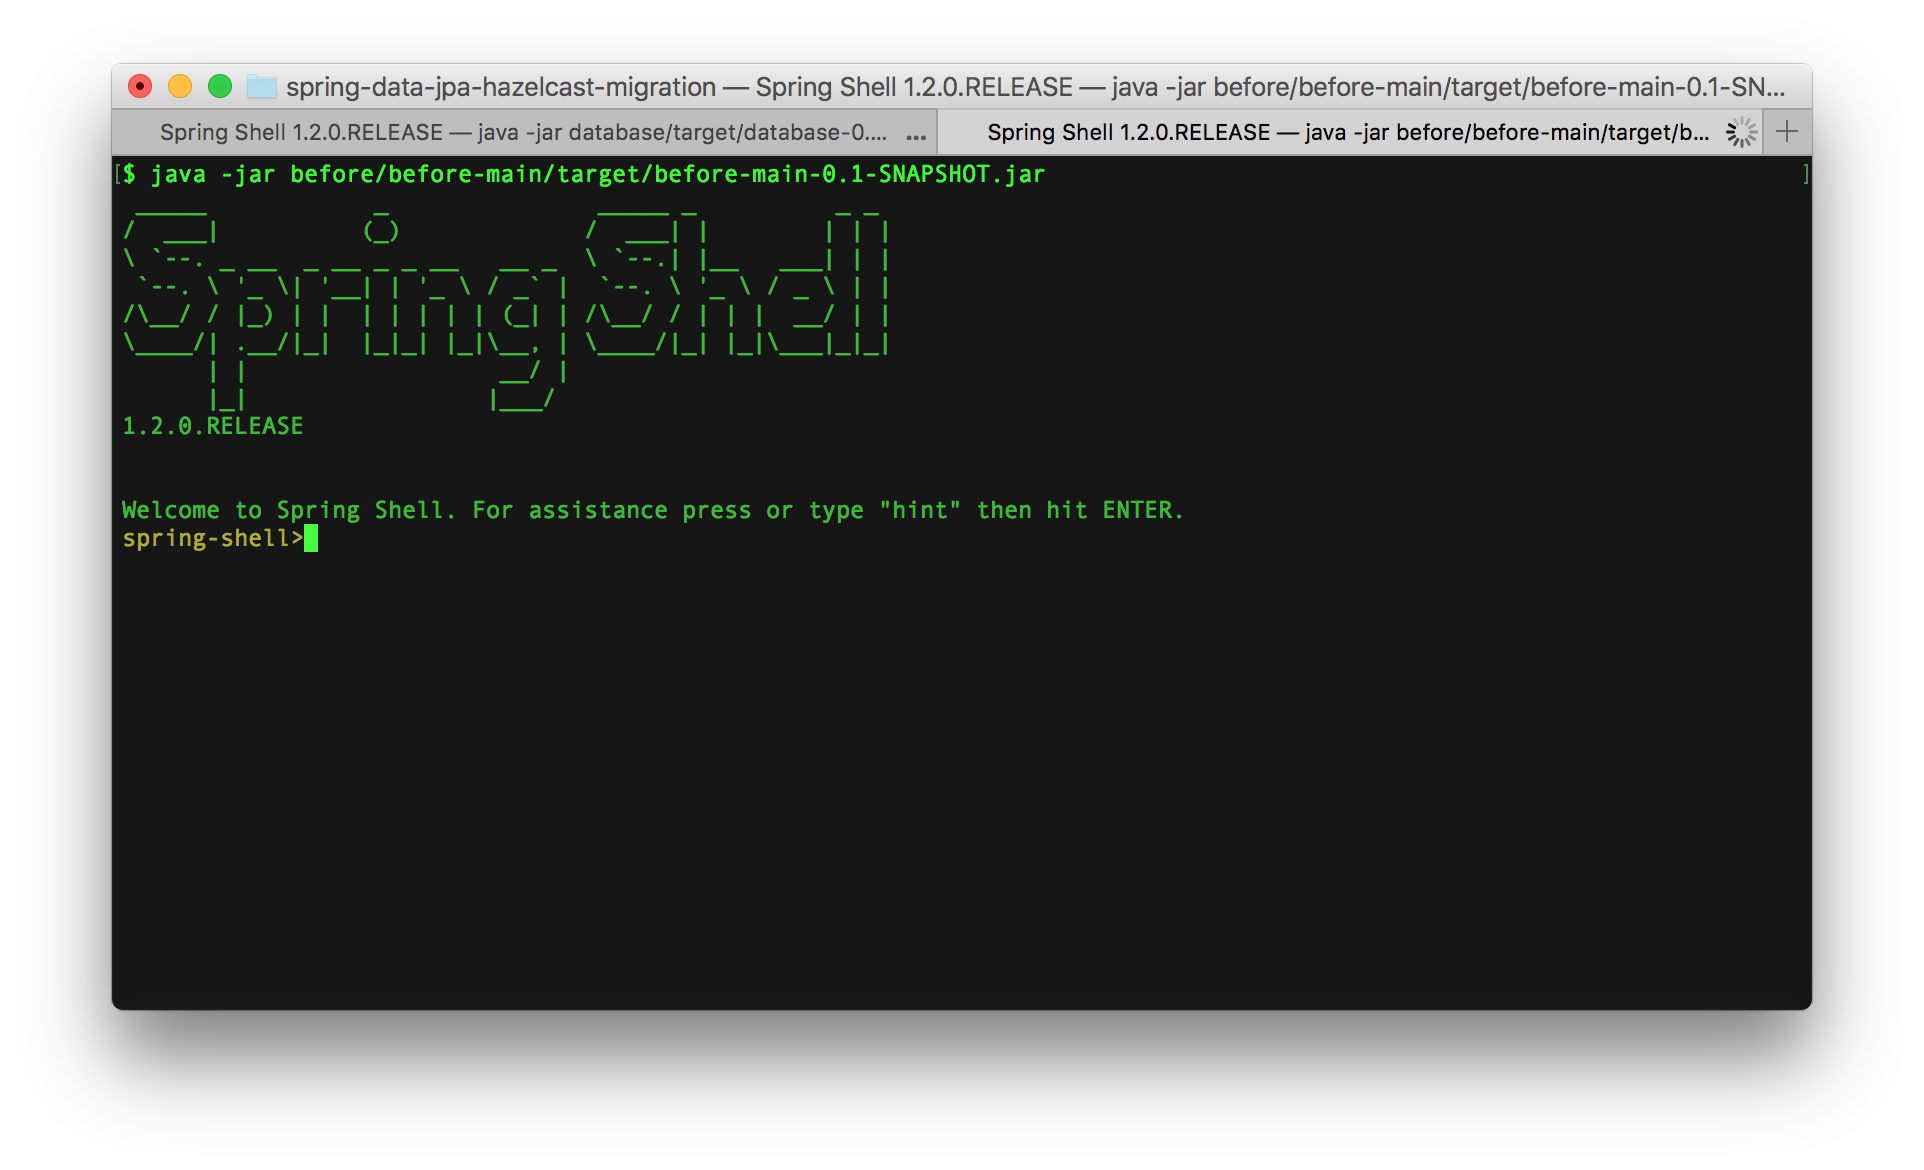 spring-data-jpa-hazelcast-migration — Spring Shell 1.2.0.RELEASE — java -jar before/before-main/target/before-main-0.1-SN...
Spring Shell 1.2.0.RELEASE — java -jar database/target/database-0.... ...
Spring Shell 1.2.0.RELEASE — java -jar before/before-main/target/b...
[$ java -jar before/before-main/target/before-main-0.1-SNAPSHOT.jar ]
Spring Shell
1.2.0.RELEASE
Welcome to Spring Shell. For assistance press or type "hint" then hit ENTER.
spring-shell>